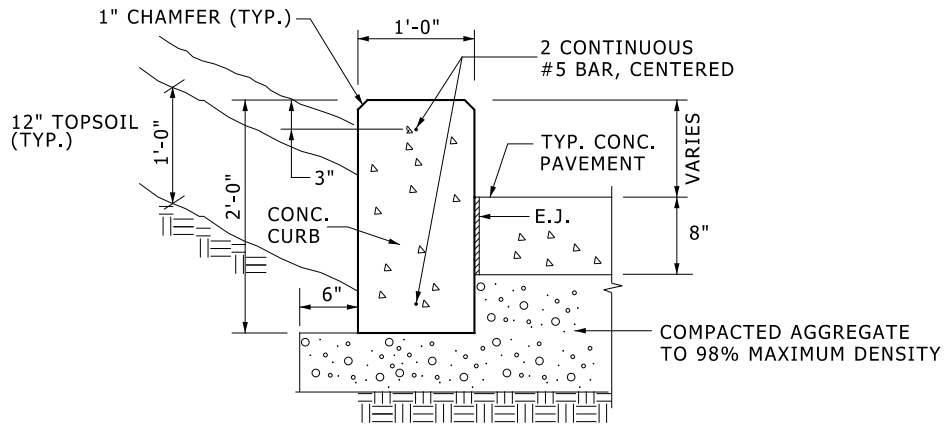 1" CHAMFER (TYP.)
1'-0"
2 CONTINUOUS
#5 BAR, CENTERED
12" TOPSOIL
(TYP.)
1'-0"
2'-0"
3"
TYP. CONC.
PAVEMENT
VARIES
CONC.
CURB
E.J.
8"
6"
COMPACTED AGGREGATE
TO 98% MAXIMUM DENSITY